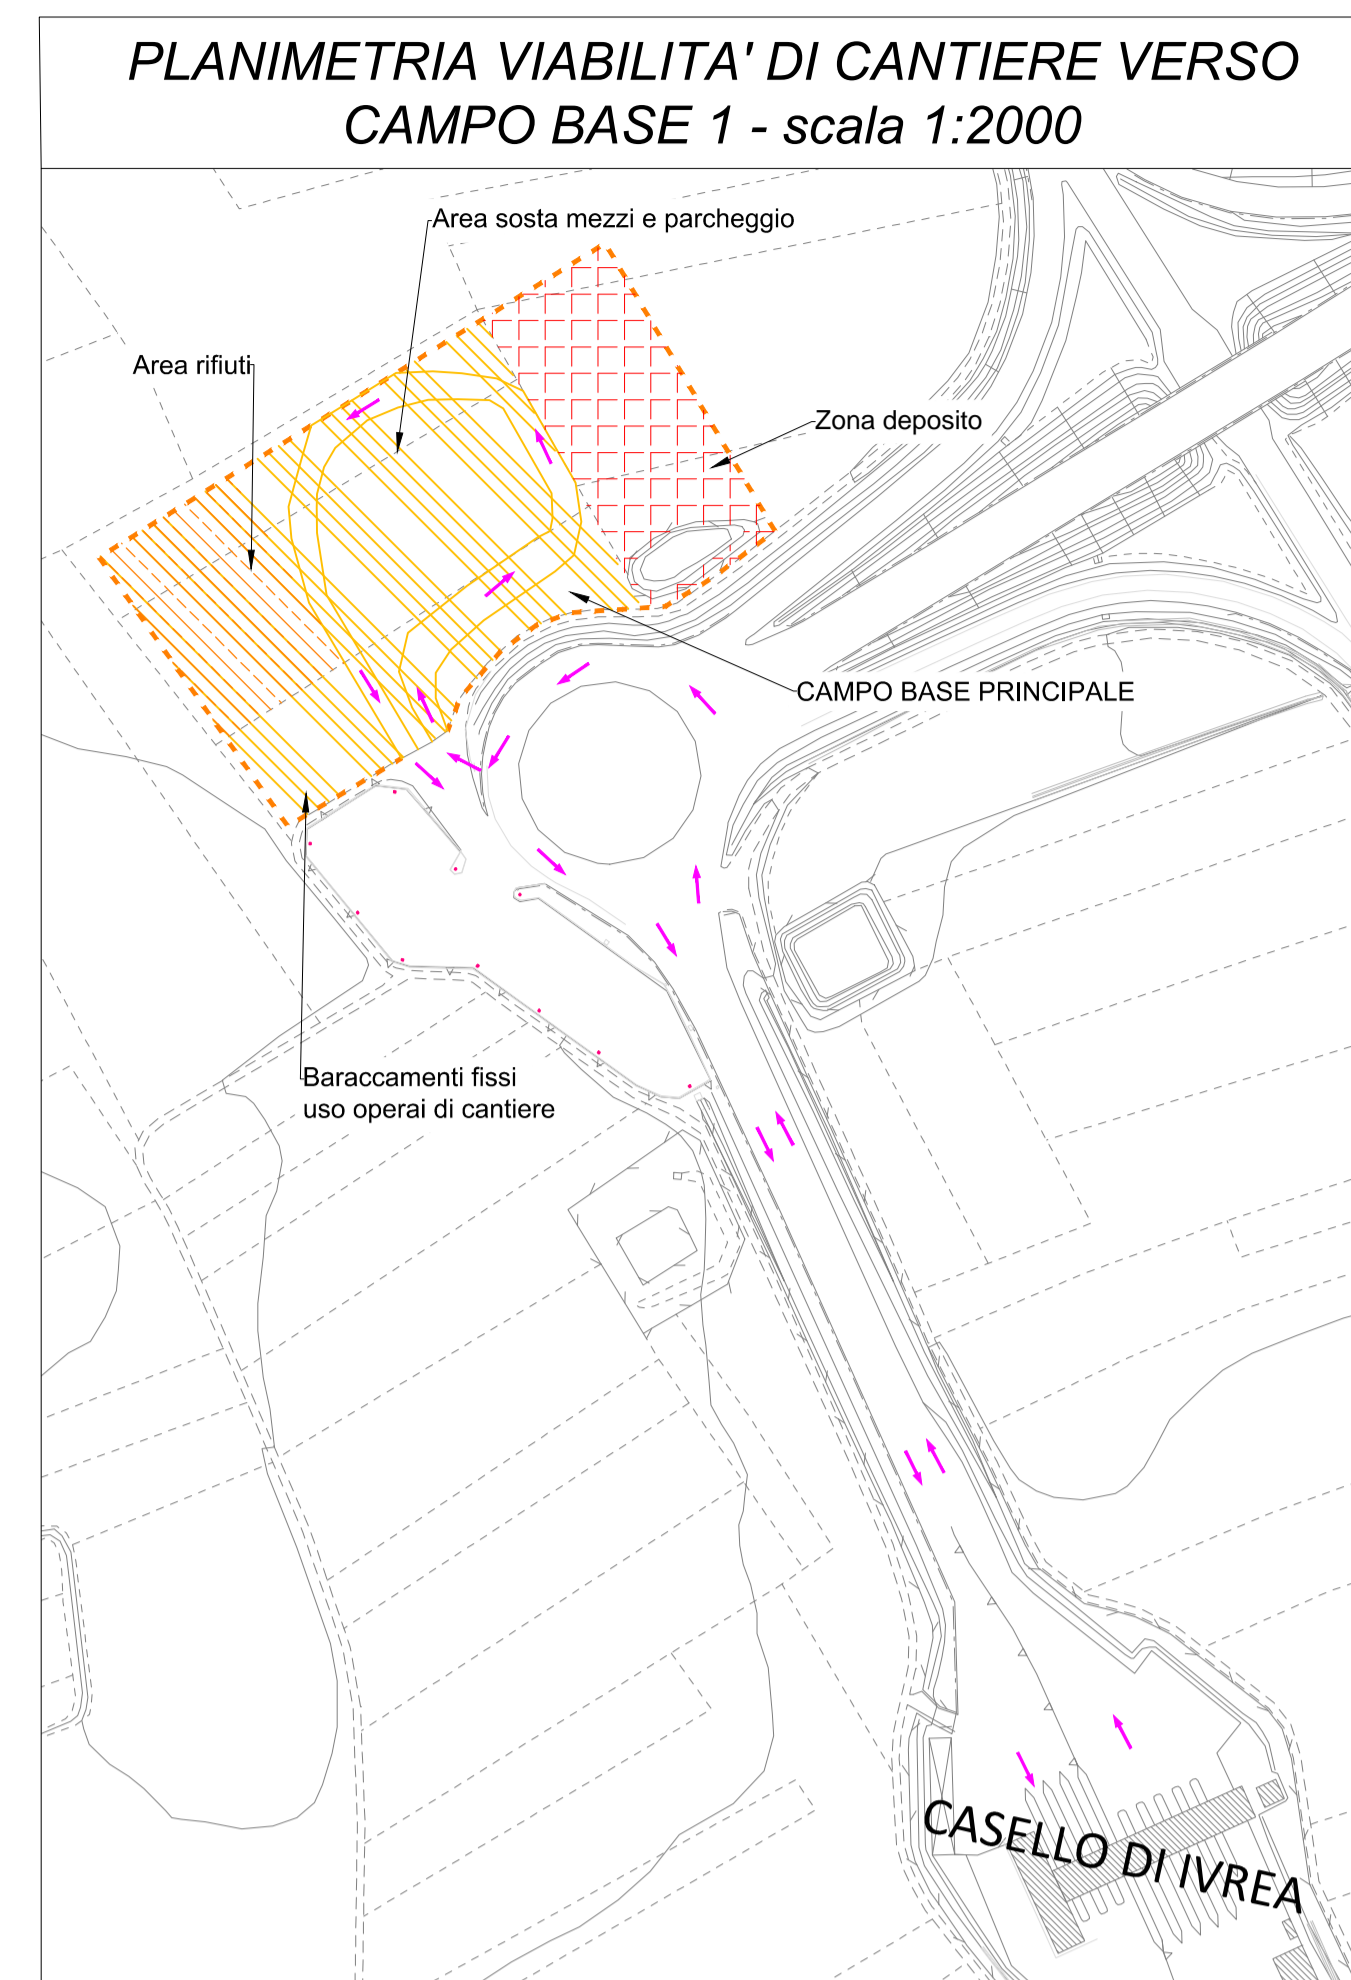 PLANIMETRIA VIABILITA' DI CANTIERE VERSO
CAMPO BASE 1 - scala 1:2000
Area sosta mezzi e parcheggio
Area rifiuti
Zona deposito
CAMPO BASE PRINCIPALE
Baraccamenti fissi
uso operai di cantiere
CASELLO DI IVREA